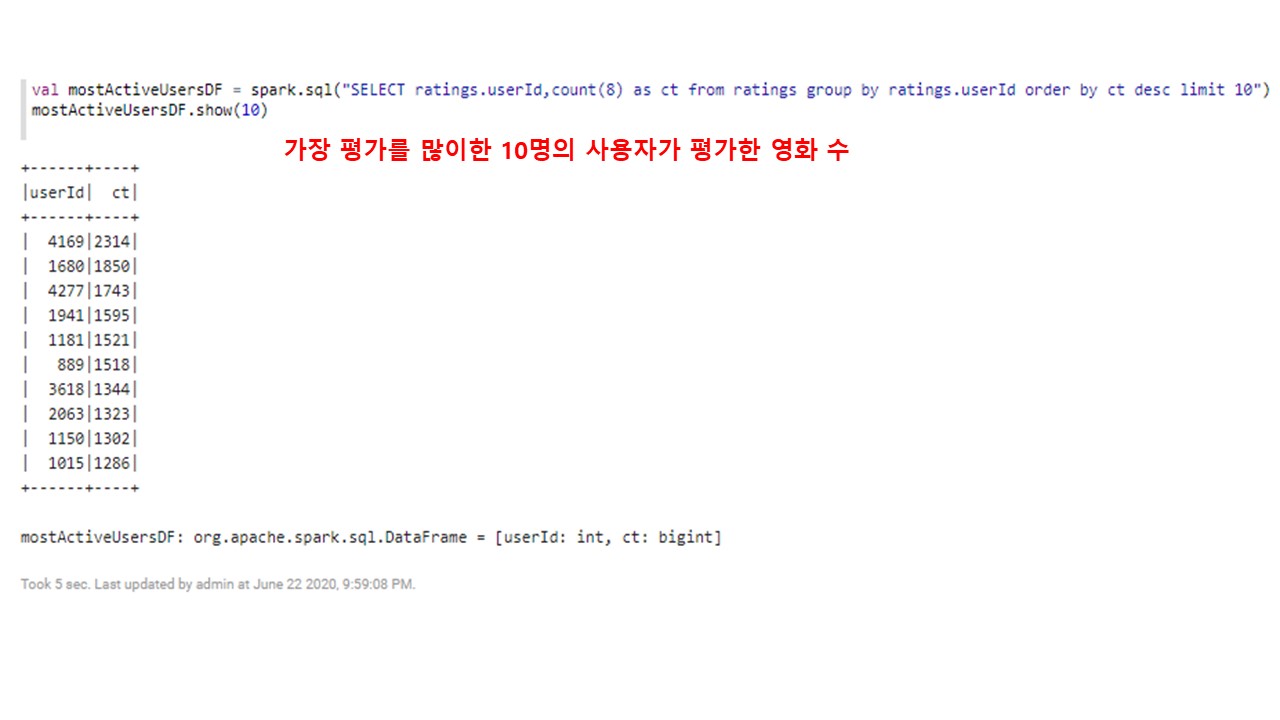 val mostActiveUsersDF = spark.sql("SELECT ratings.userId,count(8) as ct from ratings group by ratings.userId order by ct desc limit 10")
mostActiveUsersDF.show(10)
가장 평가를 많이한 10명의 사용자가 평가한 영화 수
+------+----+
|userId|  ct|
+------+----+
|  4169|2314|
|  1680|1850|
|  4277|1743|
|  1941|1595|
|  1181|1521|
|   889|1518|
|  3618|1344|
|  2063|1323|
|  1150|1302|
|  1015|1286|
+------+----+
mostActiveUsersDF: org.apache.spark.sql.DataFrame = [userId: int, ct: bigint]
Took 5 sec. Last updated by admin at June 22 2020, 9:59:08 PM.